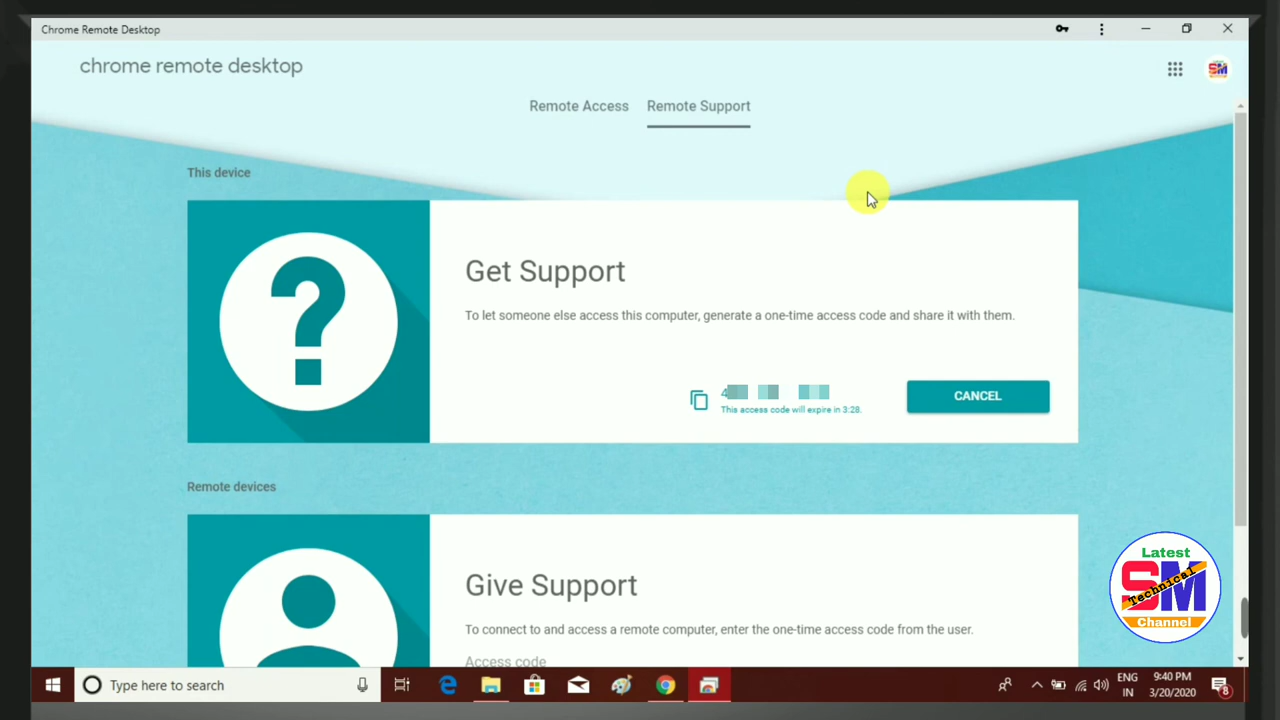 Chrome Remote Desktop
chrome remote desktop
SM
Remote Access Remote Support
This device
Get Support
To let someone else access this computer, generate a one-time access code and share it with them.
4
This access code will expire in 3:28.
CANCEL
Remote devices
Give Support
To connect to and access a remote computer, enter the one-time access code from the user.
Access code
Latest
SM
Technical
Channel
Type here to search
ENG
IN
9:40 PM
3/20/2020
8